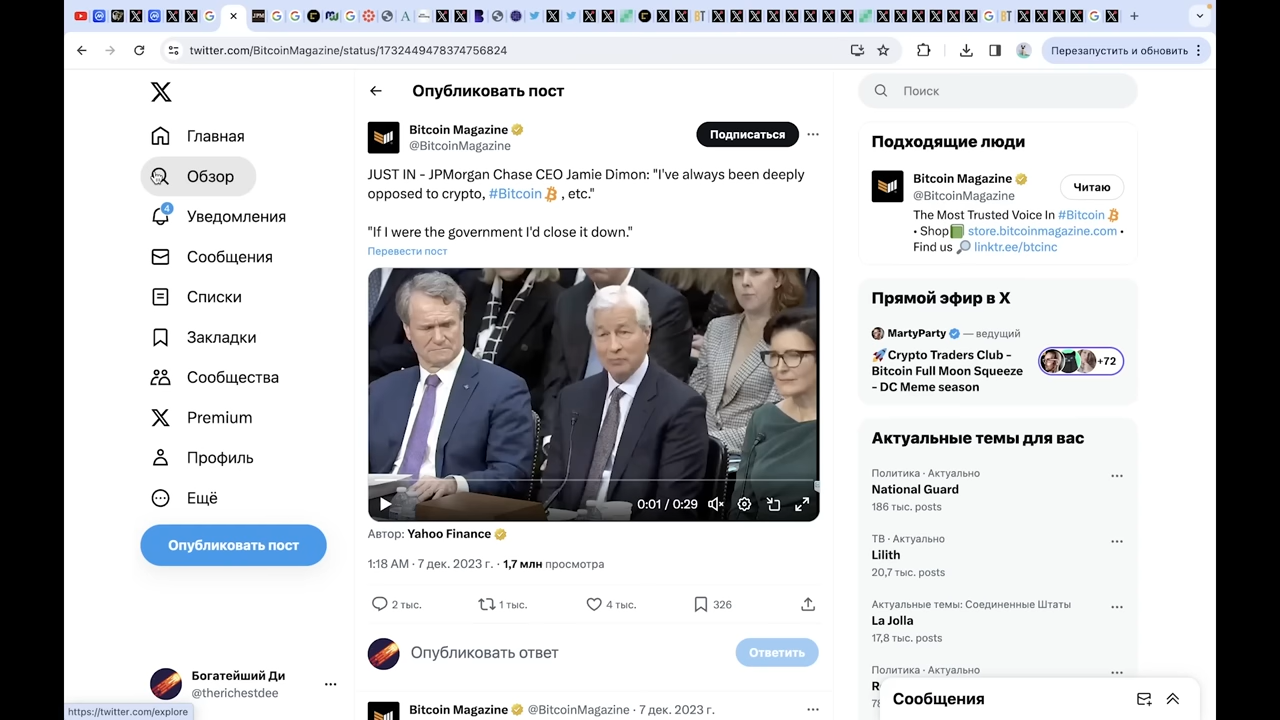 twitter.com/BitcoinMagazine/status/1732449478374756824
Перезапустить и обновить
Главная
Обзор
4
Уведомления
Сообщения
Списки
Закладки
Сообщества
Premium
Профиль
Ещё
Опубликовать пост
Богатейший Ди
@therichestdee
https://twitter.com/explore
Опубликовать пост
Bitcoin Magazine
@BitcoinMagazine
Подписаться
JUST IN - JPMorgan Chase CEO Jamie Dimon: "I've always been deeply
opposed to crypto, #Bitcoin , etc."
"If I were the government I'd close it down."
Перевести пост
0:01 / 0:29
Автор: Yahoo Finance
1:18 AM · 7 дек. 2023 г. · 1,7 млн просмотра
2 тыс.
1 тыс.
4 тыс.
326
Опубликовать ответ
Ответить
Bitcoin Magazine @BitcoinMagazine · 7 дек. 2023 г.
Поиск
Подходящие люди
Bitcoin Magazine
@BitcoinMagazine
Читаю
The Most Trusted Voice In #Bitcoin
• Shop store.bitcoinmagazine.com •
Find us linktr.ee/btcinc
Прямой эфир в X
MartyParty — ведущий
Crypto Traders Club -
Bitcoin Full Moon Squeeze
- DC Meme season
+72
Актуальные темы для вас
Политика · Актуально
National Guard
186 тыс. posts
ТВ · Актуально
Lilith
20,7 тыс. posts
Актуальные темы: Соединенные Штаты
La Jolla
17,8 тыс. posts
Политика · Актуально
Сообщения